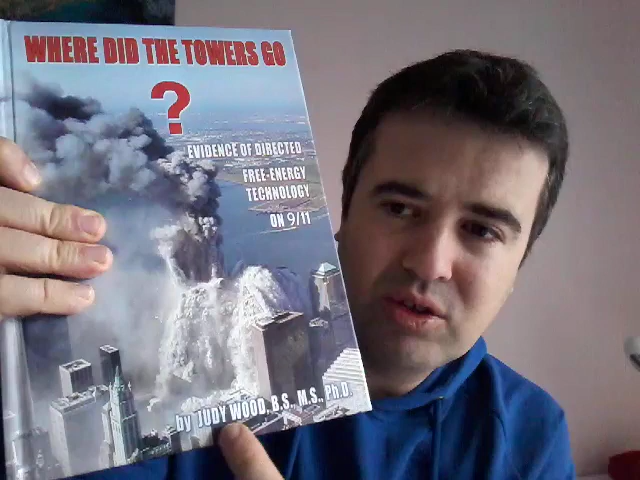 WHERE DID THE TOWERS GO
?
EVIDENCE OF DIRECTED
FREE-ENERGY
TECHNOLOGY
ON 9/11
by JUDY WOOD, B.S., M.S., Ph.D.